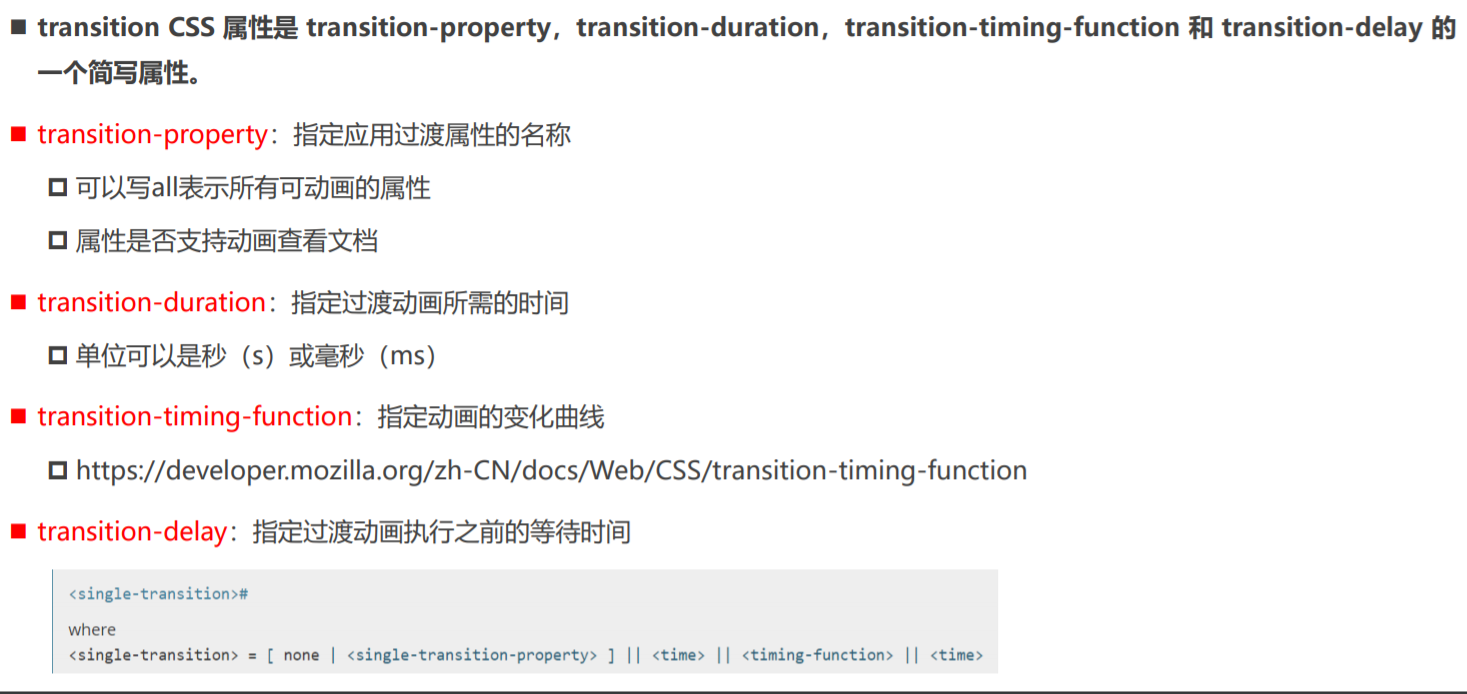 transition CSS 属性是 transition-property，transition-duration，transition-timing-function 和 transition-delay 的
一个简写属性。
transition-property：指定应用过渡属性的名称
可以写all表示所有可动画的属性
属性是否支持动画查看文档
transition-duration：指定过渡动画所需的时间
单位可以是秒（s）或毫秒（ms）
transition-timing-function：指定动画的变化曲线
https://developer.mozilla.org/zh-CN/docs/Web/CSS/transition-timing-function
transition-delay：指定过渡动画执行之前的等待时间
<single-transition>#
where
<single-transition> = [ none | <single-transition-property> ] || <time> || <timing-function> || <time>